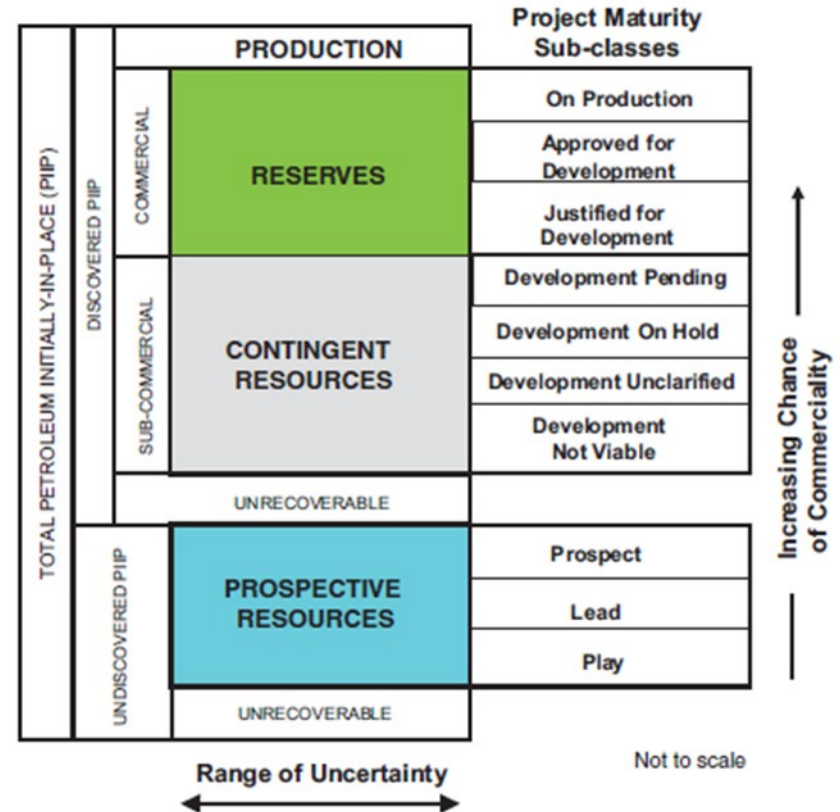 Project Maturity
Sub-classes
PRODUCTION
TOTAL PETROLEUM INITIALLY-IN-PLACE (PIIP)
DISCOVERED PIIP
COMMERCIAL
RESERVES
On Production
Approved for
Development
Justified for
Development
SUB-COMMERCIAL
CONTINGENT
RESOURCES
Development Pending
Development On Hold
Development Unclarified
Development
Not Viable
UNRECOVERABLE
UNDISCOVERED PIIP
PROSPECTIVE
RESOURCES
Prospect
Lead
Play
UNRECOVERABLE
Increasing Chance
of Commerciality
Range of Uncertainty
Not to scale